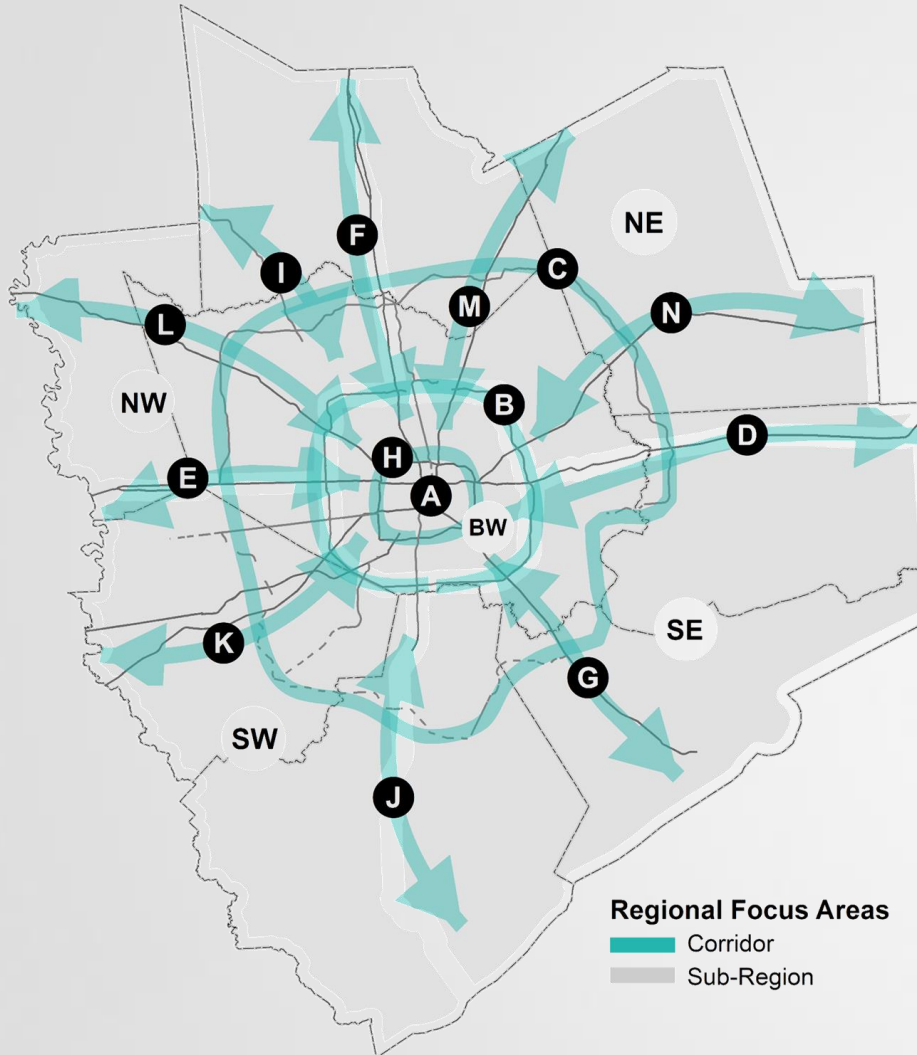 NE
F
C
I
M
N
L
NW
B
D
H
E
A
BW
SE
K
G
SW
J
Regional Focus Areas
Corridor
Sub-Region